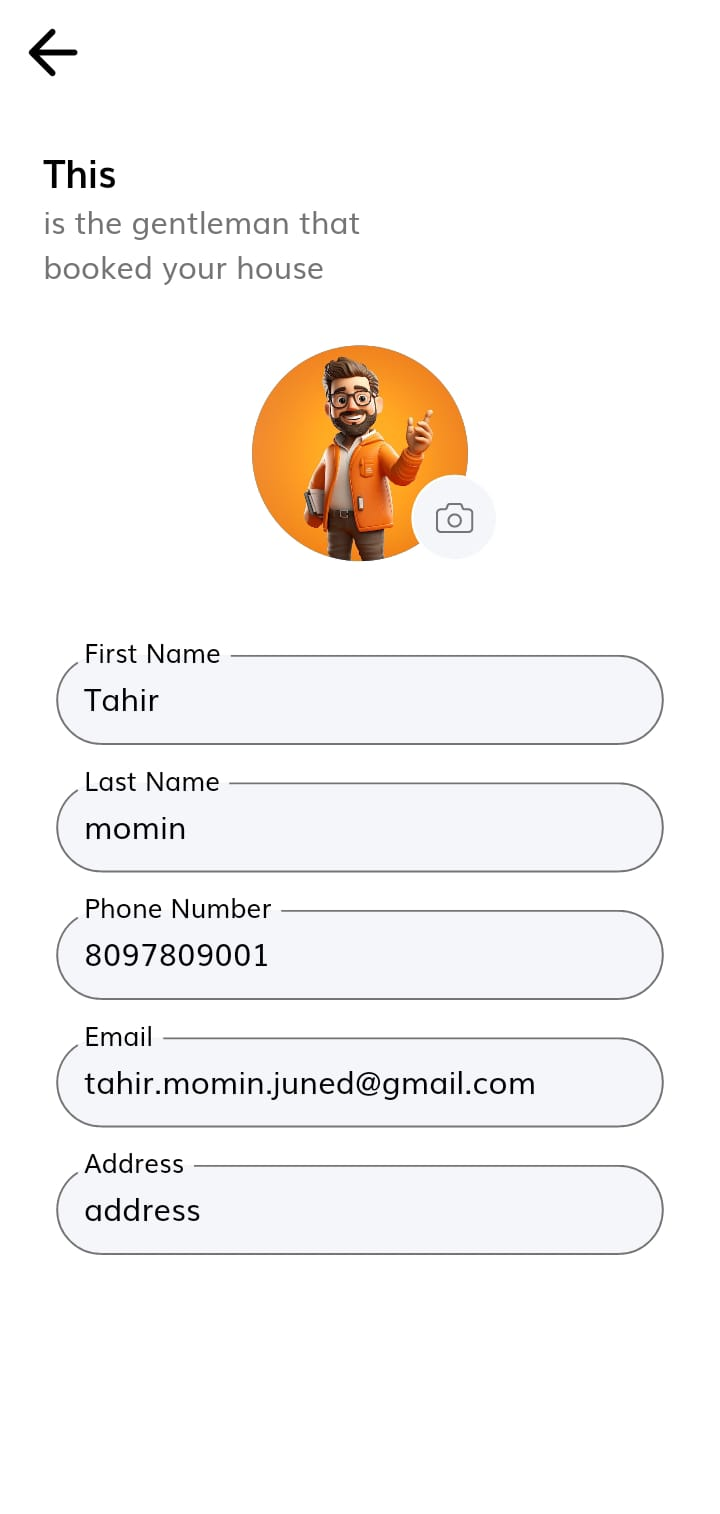 This
is the gentleman that
booked your house
First Name
Tahir
Last Name
momin
Phone Number
8097809001
Email
tahir.momin.juned@gmail.com
Address
address